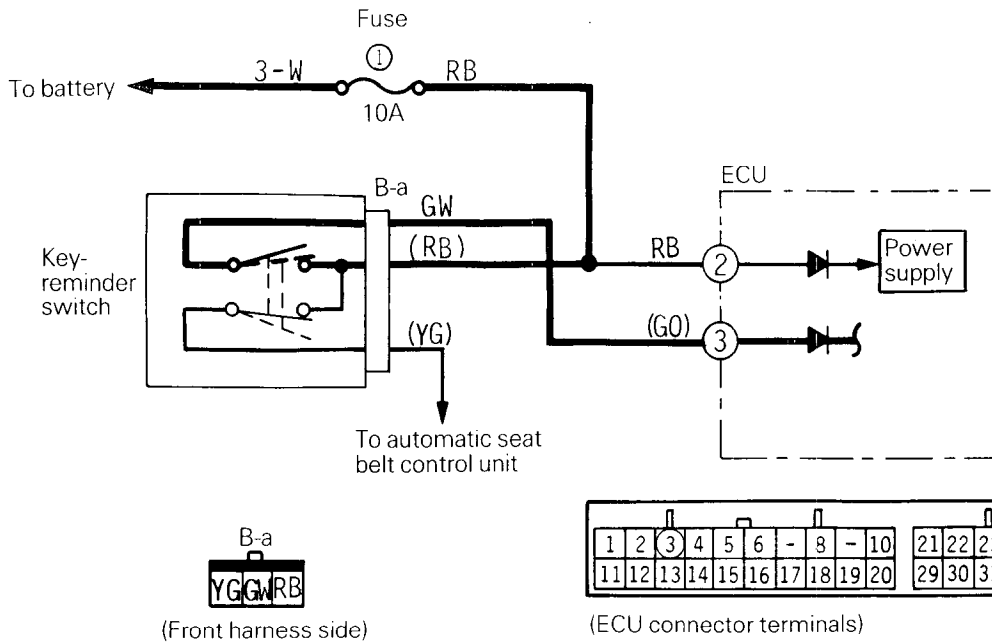 Fuse
①
3-W RB
To battery
10A
B-a
ECU
GW
(RB)
RB
②
Power
supply
Key-
reminder
switch
(YG)
(GO)
③
To automatic seat
belt control unit
B-a
YG GW RB
(Front harness side)
1 2 ③ 4 5 6 - 8 - 10 21 22
11 12 13 14 15 16 17 18 19 20 29 30
(ECU connector terminals)